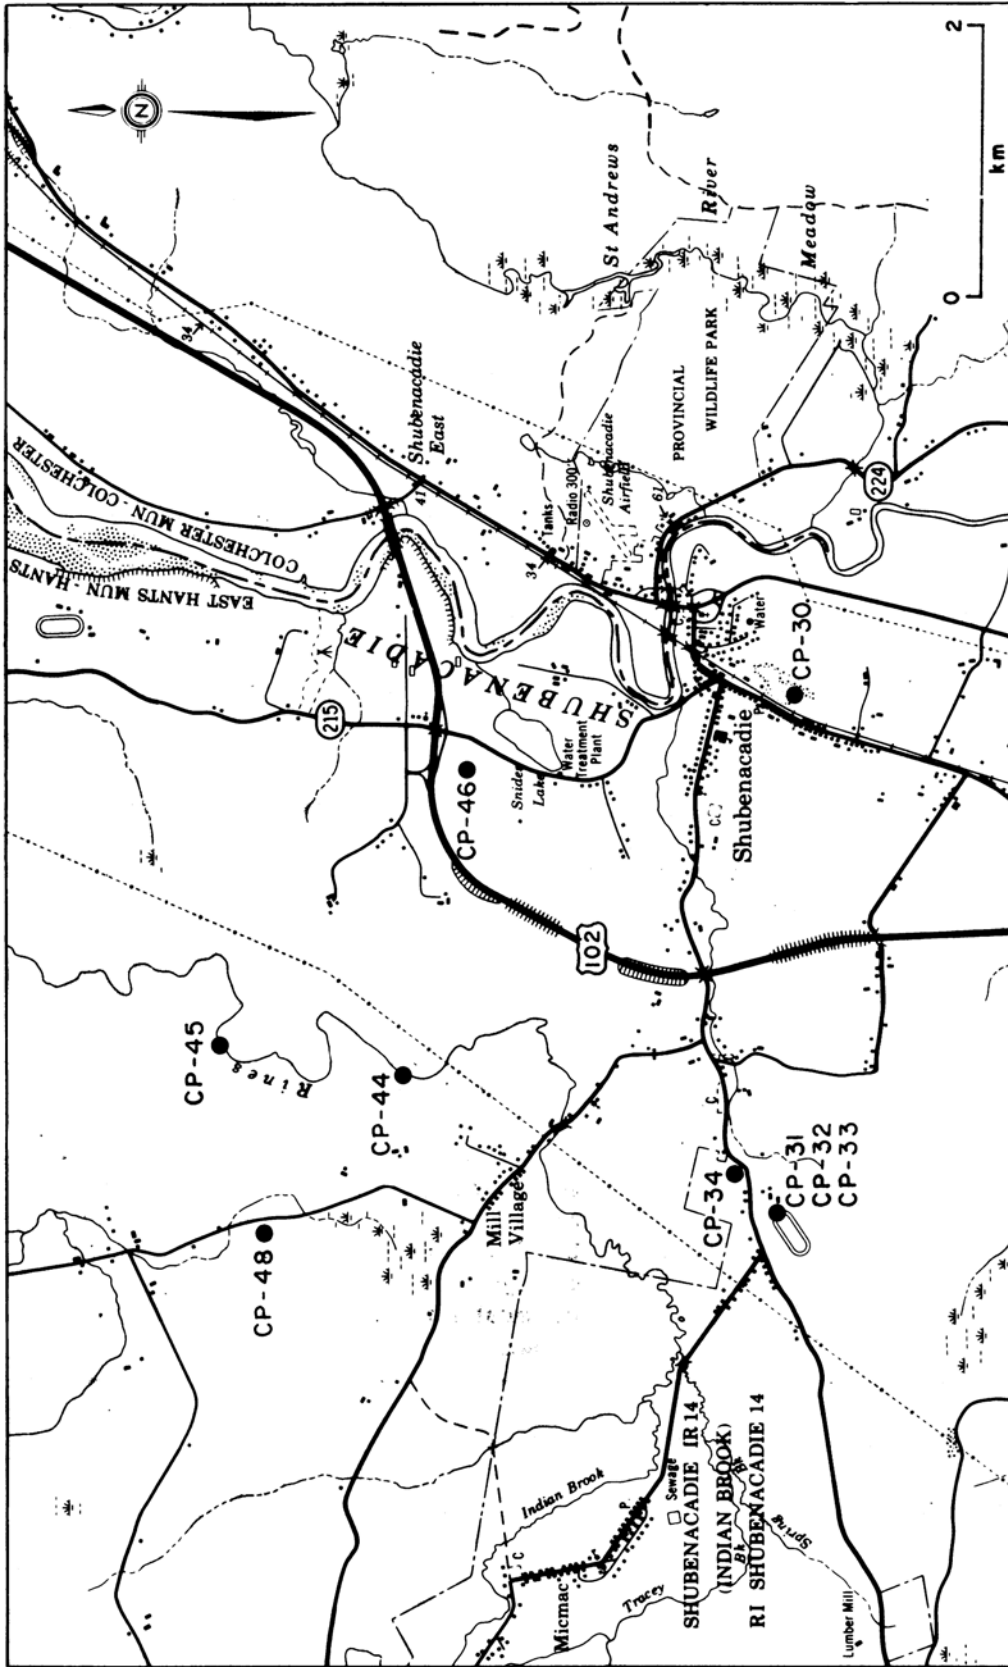 N
2
0
km
34
COLCHESTER MUN - COLCHESTER
EAST HANTS MUN - HANTS
St Andrews
River
Meadow
Shubenacadie
East
41
PROVINCIAL
WILDLIFE PARK
Shubenacadie
Airfield
Radio 300
Tanks
34
61
224
215
SHUBENACADIE
Water
CP-30
CP-46
Snides
Lake
Water
Treatment
Plant
Shubenacadie
C
C
P
102
CP-45
Rines
CP-44
CP-48
Mill
Village
C
CP-34
CP-31
CP-32
CP-33
Indian Brook
Micmac
C
P
Sewage
Tracey
Bk
Spring
Bk
SHUBENACADIE IR 14
(INDIAN BROOK)
RI SHUBENACADIE 14
Lumber Mill